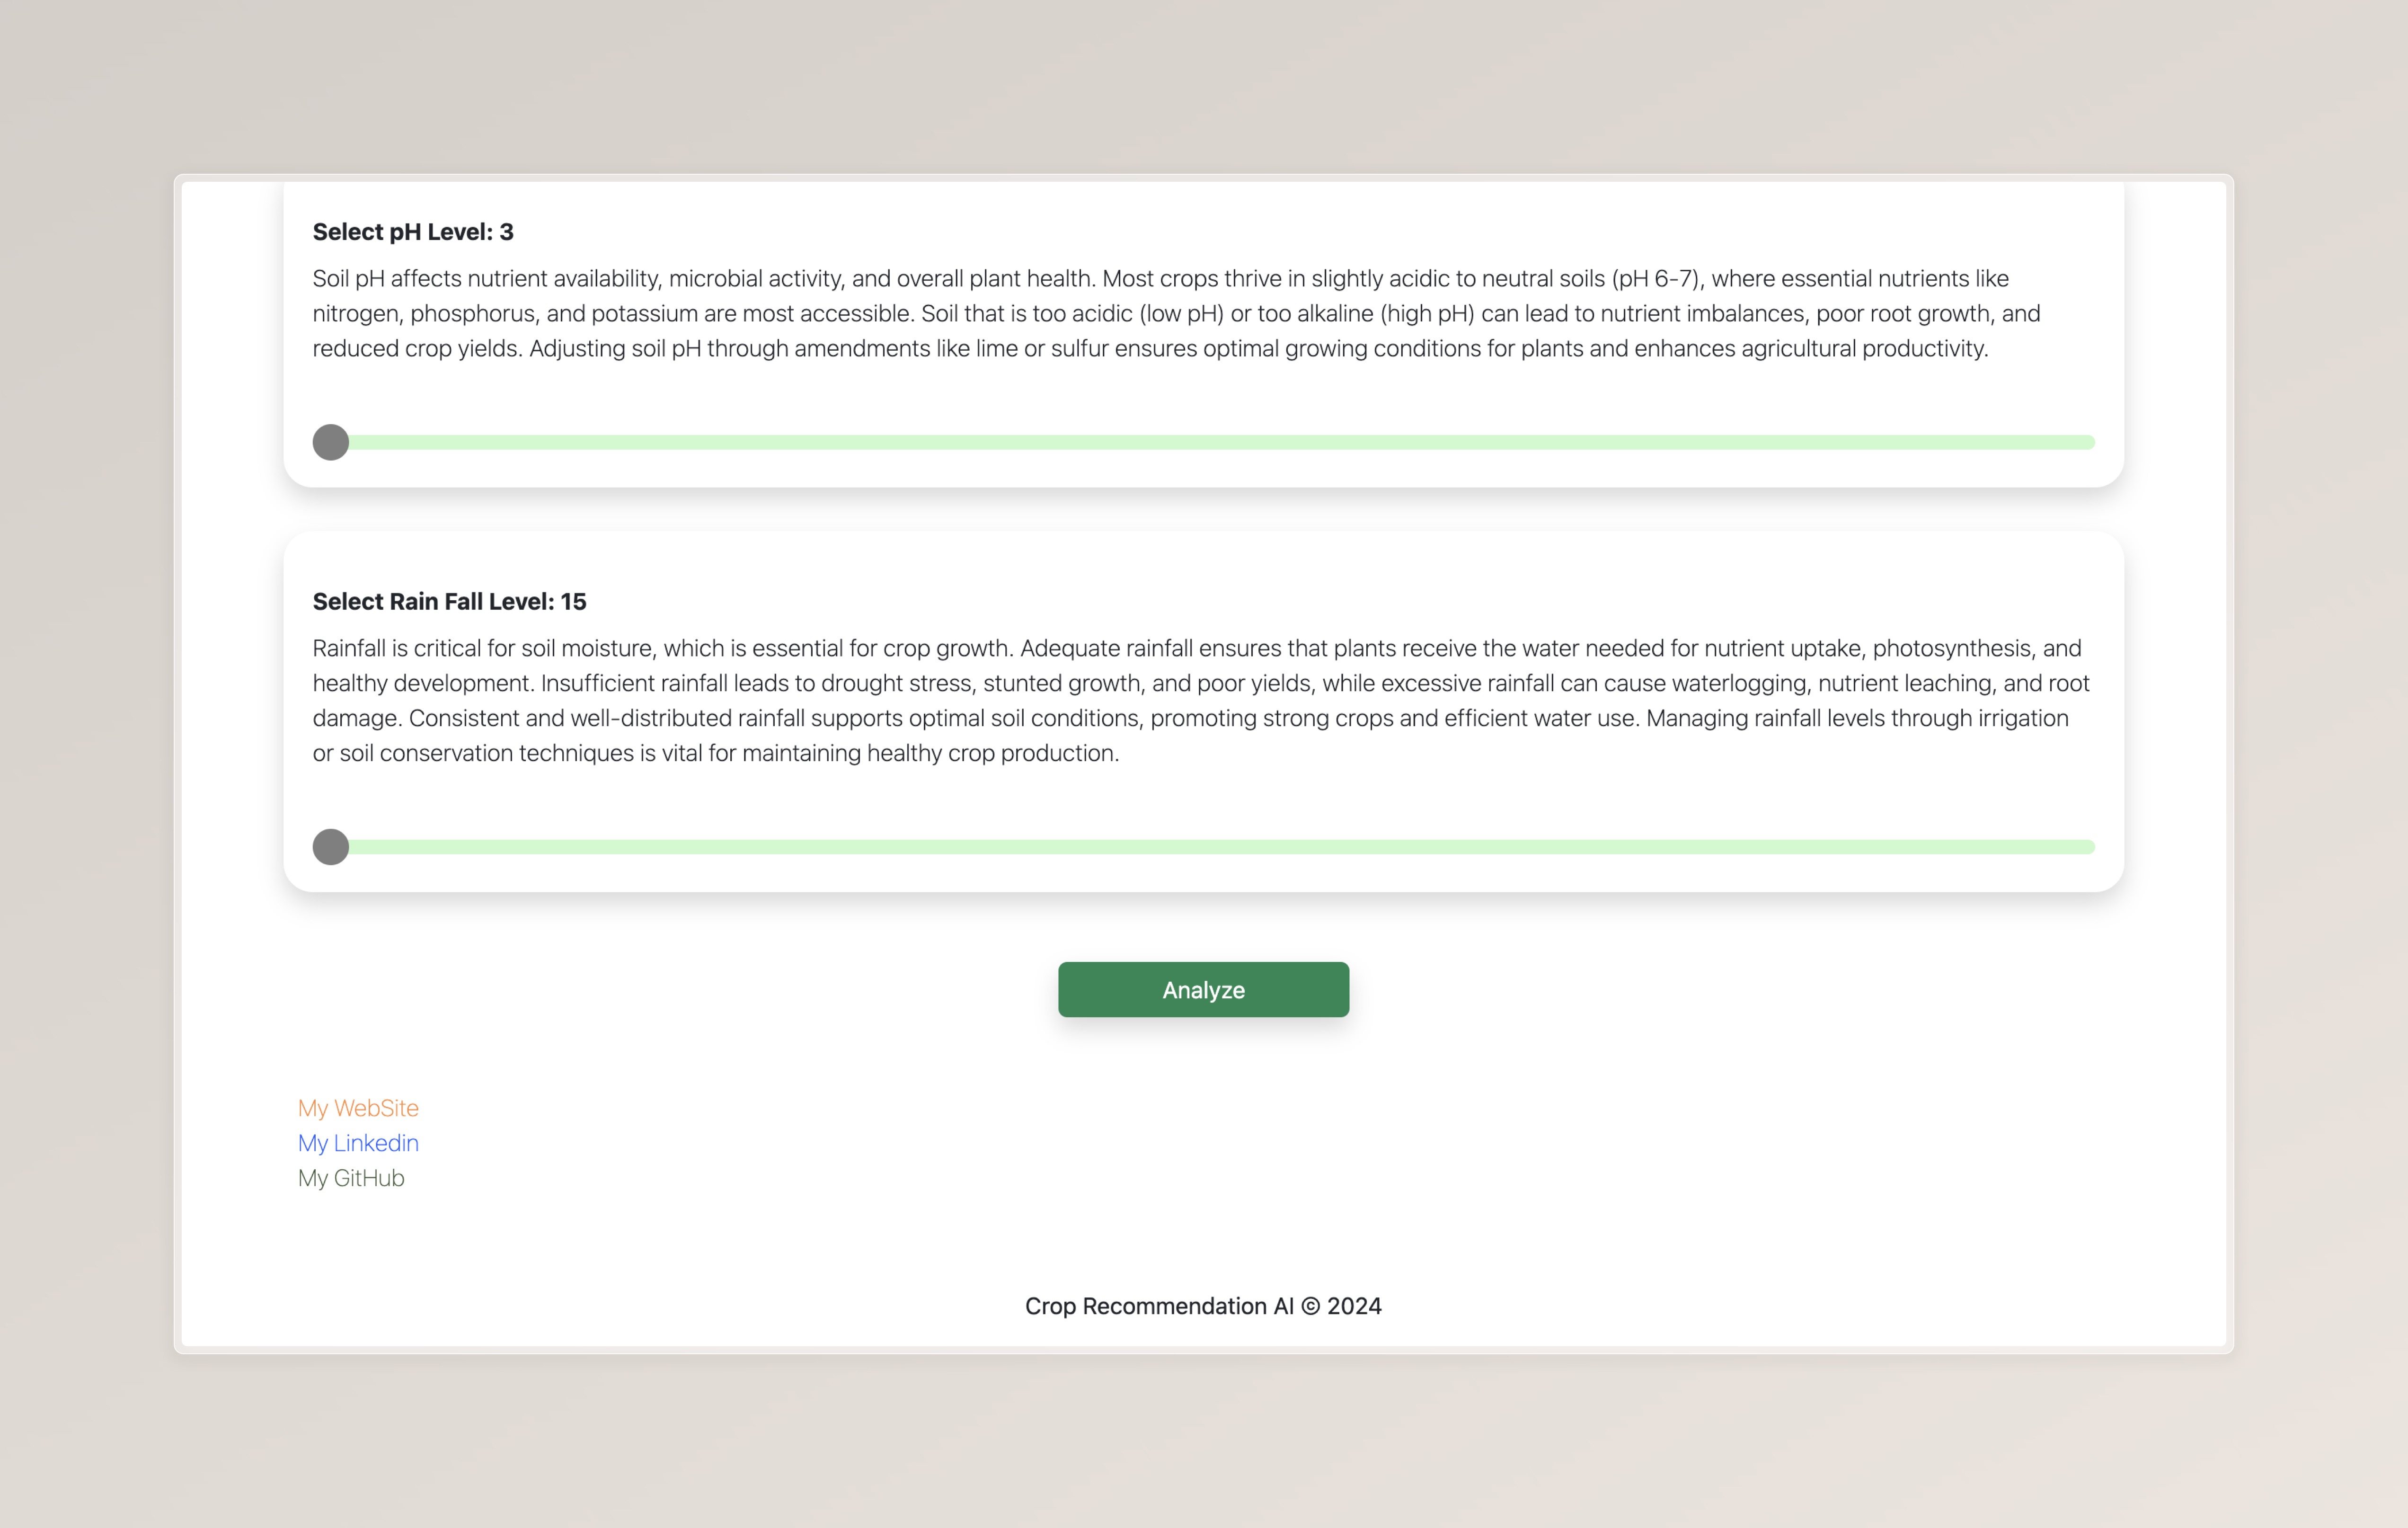 Select pH Level: 3
Soil pH affects nutrient availability, microbial activity, and overall plant health. Most crops thrive in slightly acidic to neutral soils (pH 6-7), where essential nutrients like
nitrogen, phosphorus, and potassium are most accessible. Soil that is too acidic (low pH) or too alkaline (high pH) can lead to nutrient imbalances, poor root growth, and
reduced crop yields. Adjusting soil pH through amendments like lime or sulfur ensures optimal growing conditions for plants and enhances agricultural productivity.
Select Rain Fall Level: 15
Rainfall is critical for soil moisture, which is essential for crop growth. Adequate rainfall ensures that plants receive the water needed for nutrient uptake, photosynthesis, and
healthy development. Insufficient rainfall leads to drought stress, stunted growth, and poor yields, while excessive rainfall can cause waterlogging, nutrient leaching, and root
damage. Consistent and well-distributed rainfall supports optimal soil conditions, promoting strong crops and efficient water use. Managing rainfall levels through irrigation
or soil conservation techniques is vital for maintaining healthy crop production.
Analyze
My WebSite
My Linkedin
My GitHub
Crop Recommendation AI © 2024